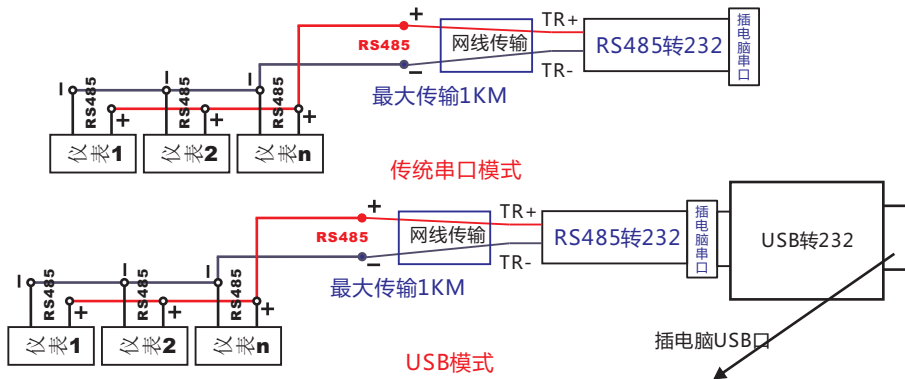 +
TR+
RS485
网线传输
RS485转232
插电脑串口
−
TR-
最大传输1KM
− RS485 + − RS485 + − RS485 +
仪表1 仪表2 仪表n
传统串口模式
+
TR+
RS485
网线传输
RS485转232
插电脑串口
USB转232
−
TR-
最大传输1KM
− RS485 + − RS485 + − RS485 +
仪表1 仪表2 仪表n
插电脑USB口
USB模式